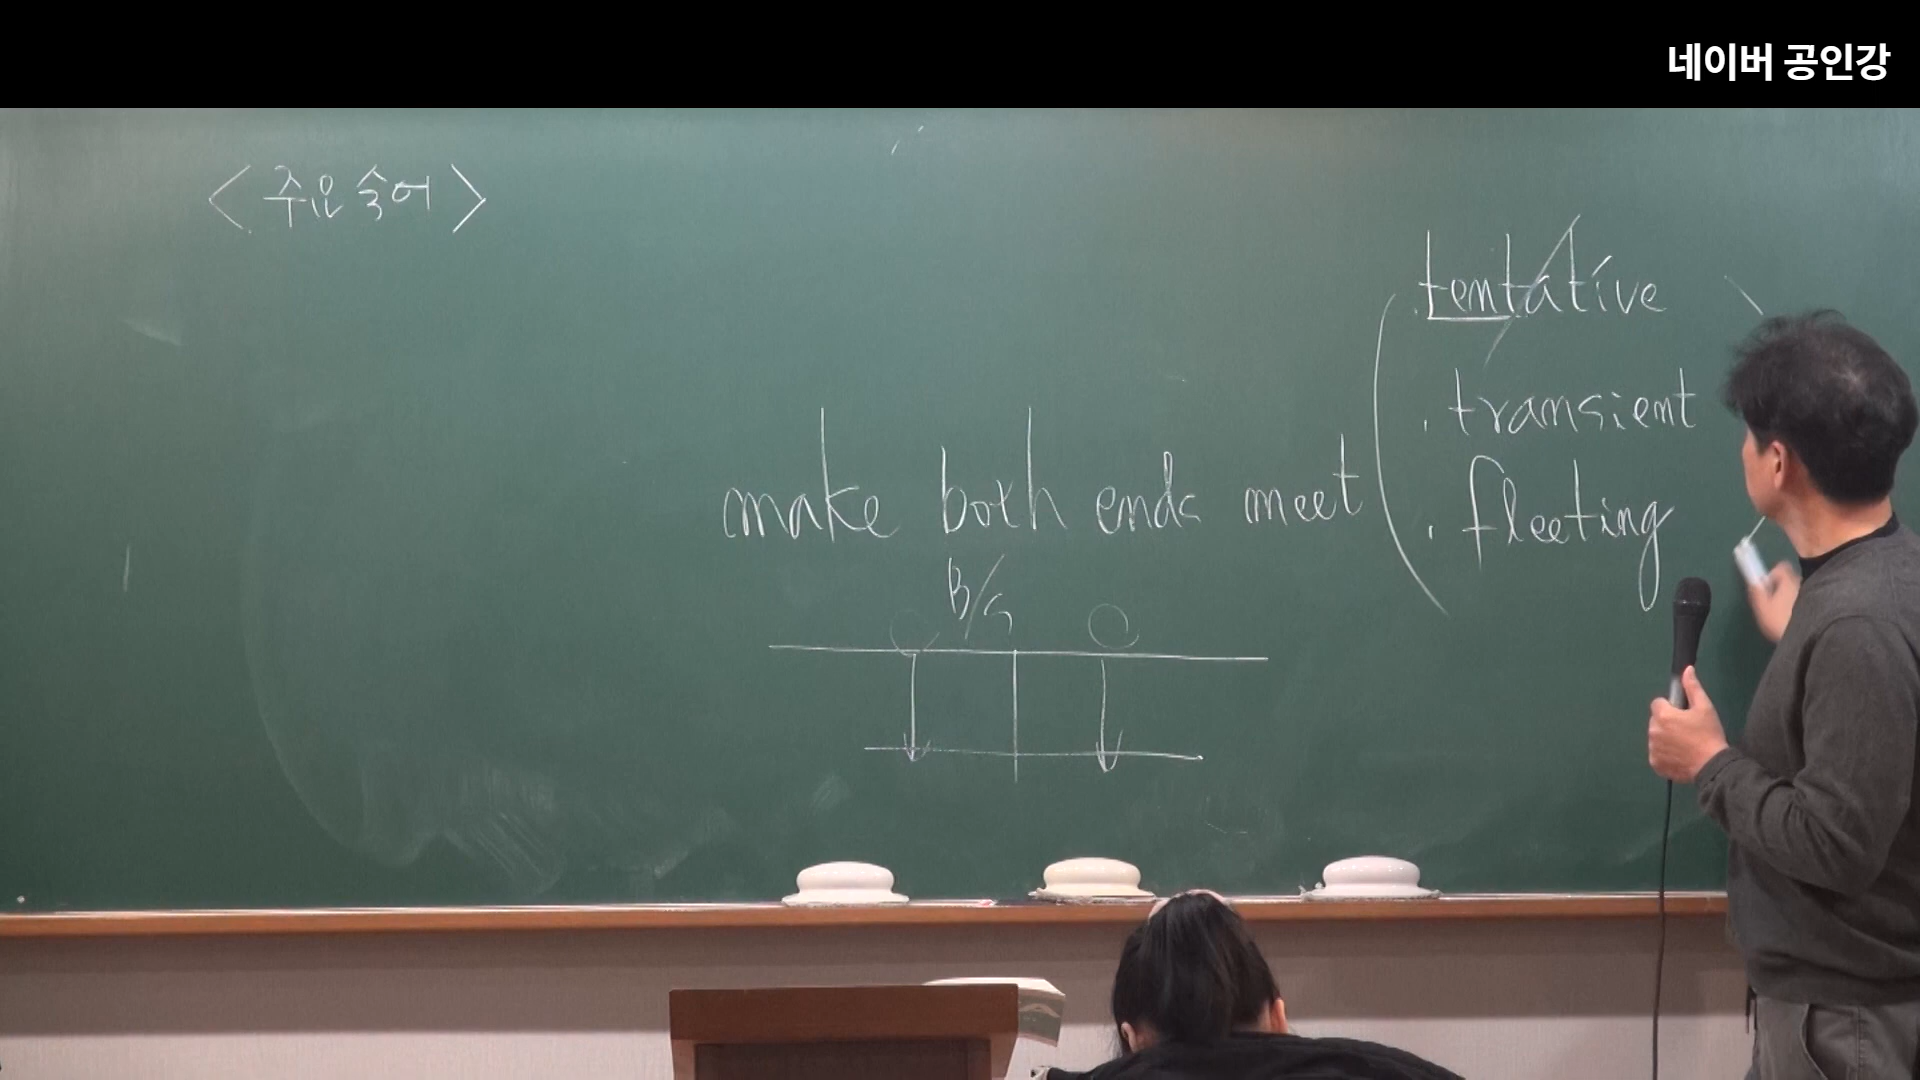 네이버 공인강
< 주요 숙어 >
tentative
. transient
. fleeting
make both ends meet
B/S